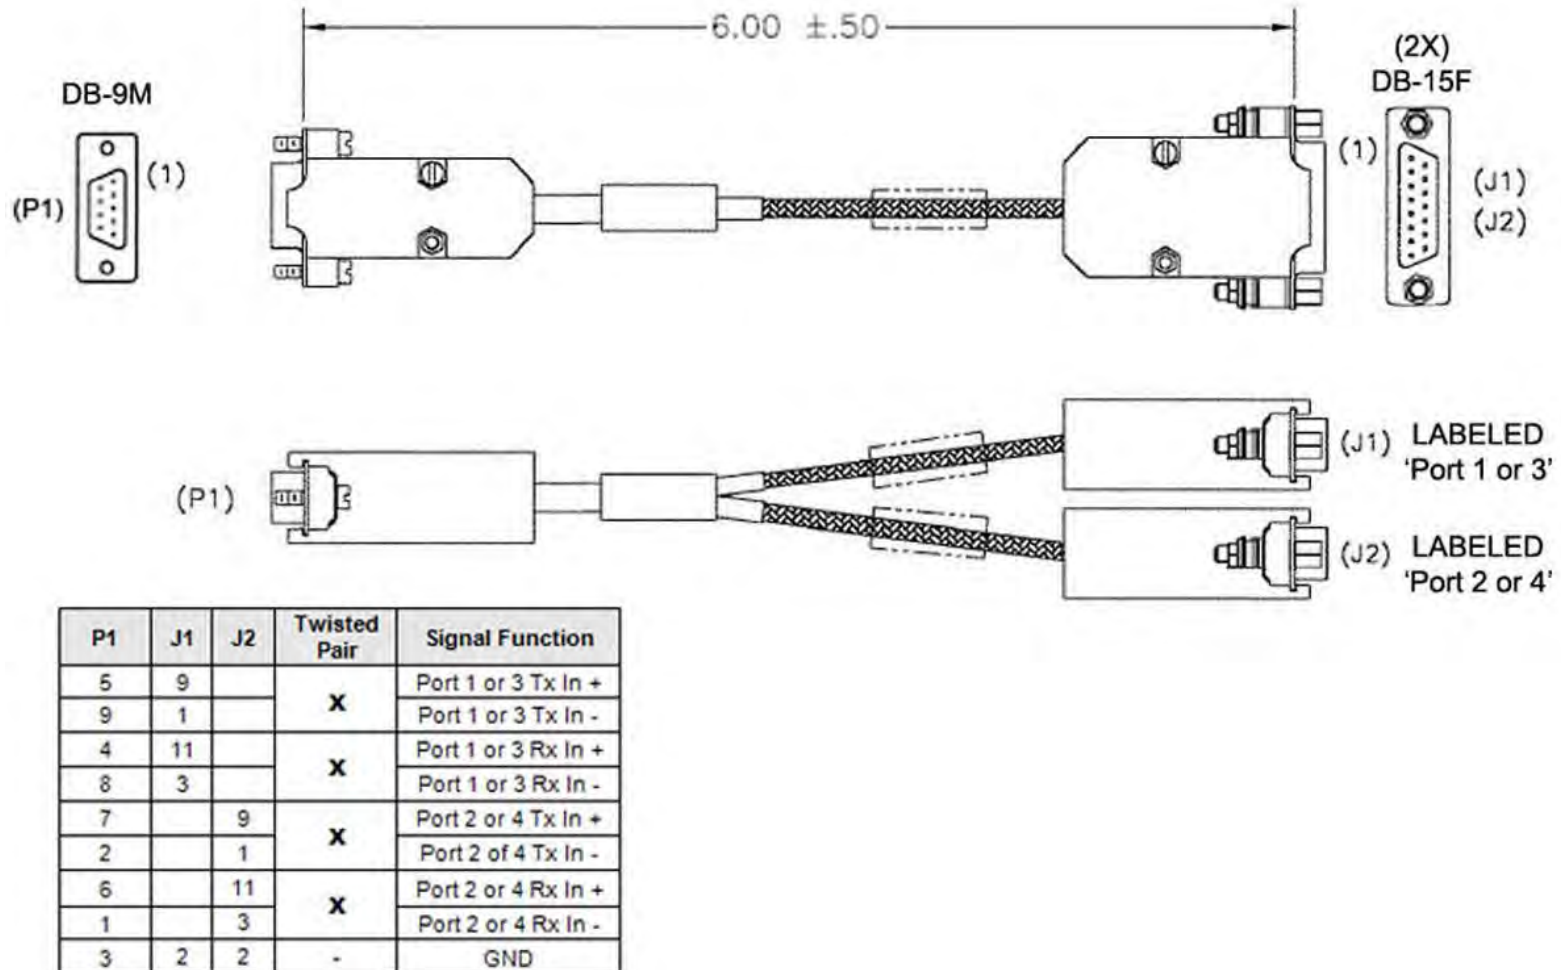 6.00 ±.50
DB-9M
(1)
(P1)
(2X)
DB-15F
(1)
(J1)
(J2)
(P1)
(J1) LABELED
'Port 1 or 3'
(J2) LABELED
'Port 2 or 4'
P1 J1 J2 Twisted Pair Signal Function
5 9 X Port 1 or 3 Tx In +
9 1 Port 1 or 3 Tx In -
4 11 X Port 1 or 3 Rx In +
8 3 Port 1 or 3 Rx In -
7 9 X Port 2 or 4 Tx In +
2 1 Port 2 of 4 Tx In -
6 11 X Port 2 or 4 Rx In +
1 3 Port 2 or 4 Rx In -
3 2 2 - GND